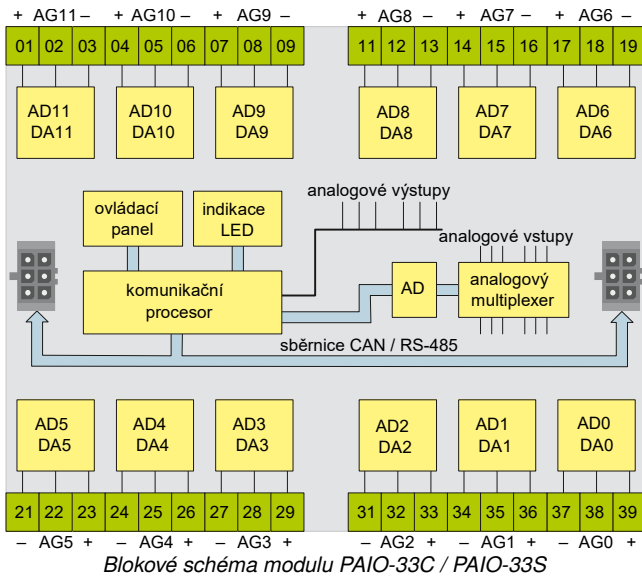 + AG11 – + AG10 – + AG9 – + AG8 – + AG7 – + AG6 –
01 02 03 04 05 06 07 08 09 11 12 13 14 15 16 17 18 19
AD11 AD10 AD9 AD8 AD7 AD6
DA11 DA10 DA9 DA8 DA7 DA6
analogové výstupy
ovládací
panel
indikace
LED
analogové vstupy
komunikační
procesor
AD
analogový
multiplexer
sběrnice CAN / RS-485
AD5 AD4 AD3 AD2 AD1 AD0
DA5 DA4 DA3 DA2 DA1 DA0
21 22 23 24 25 26 27 28 29 31 32 33 34 35 36 37 38 39
– AG5 + – AG4 + – AG3 + – AG2 + – AG1 + – AG0 +
Blokové schéma modulu PAIO-33C / PAIO-33S